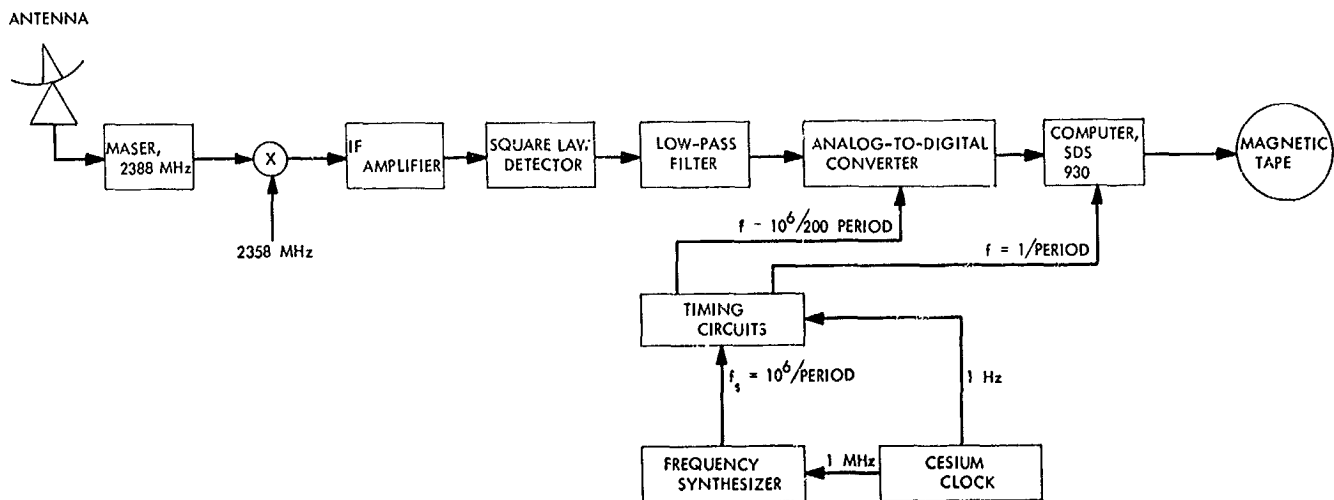 ANTENNA
MASER,
2388 MHz
X
2358 MHz
IF
AMPLIFIER
SQUARE LAW
DETECTOR
LOW-PASS
FILTER
ANALOG-TO-DIGITAL
CONVERTER
COMPUTER,
SDS
930
MAGNETIC
TAPE
f - 10⁶/200 PERIOD
f = 1/PERIOD
TIMING
CIRCUITS
fₛ = 10⁶/PERIOD
1 Hz
FREQUENCY
SYNTHESIZER
1 MHz
CESIUM
CLOCK